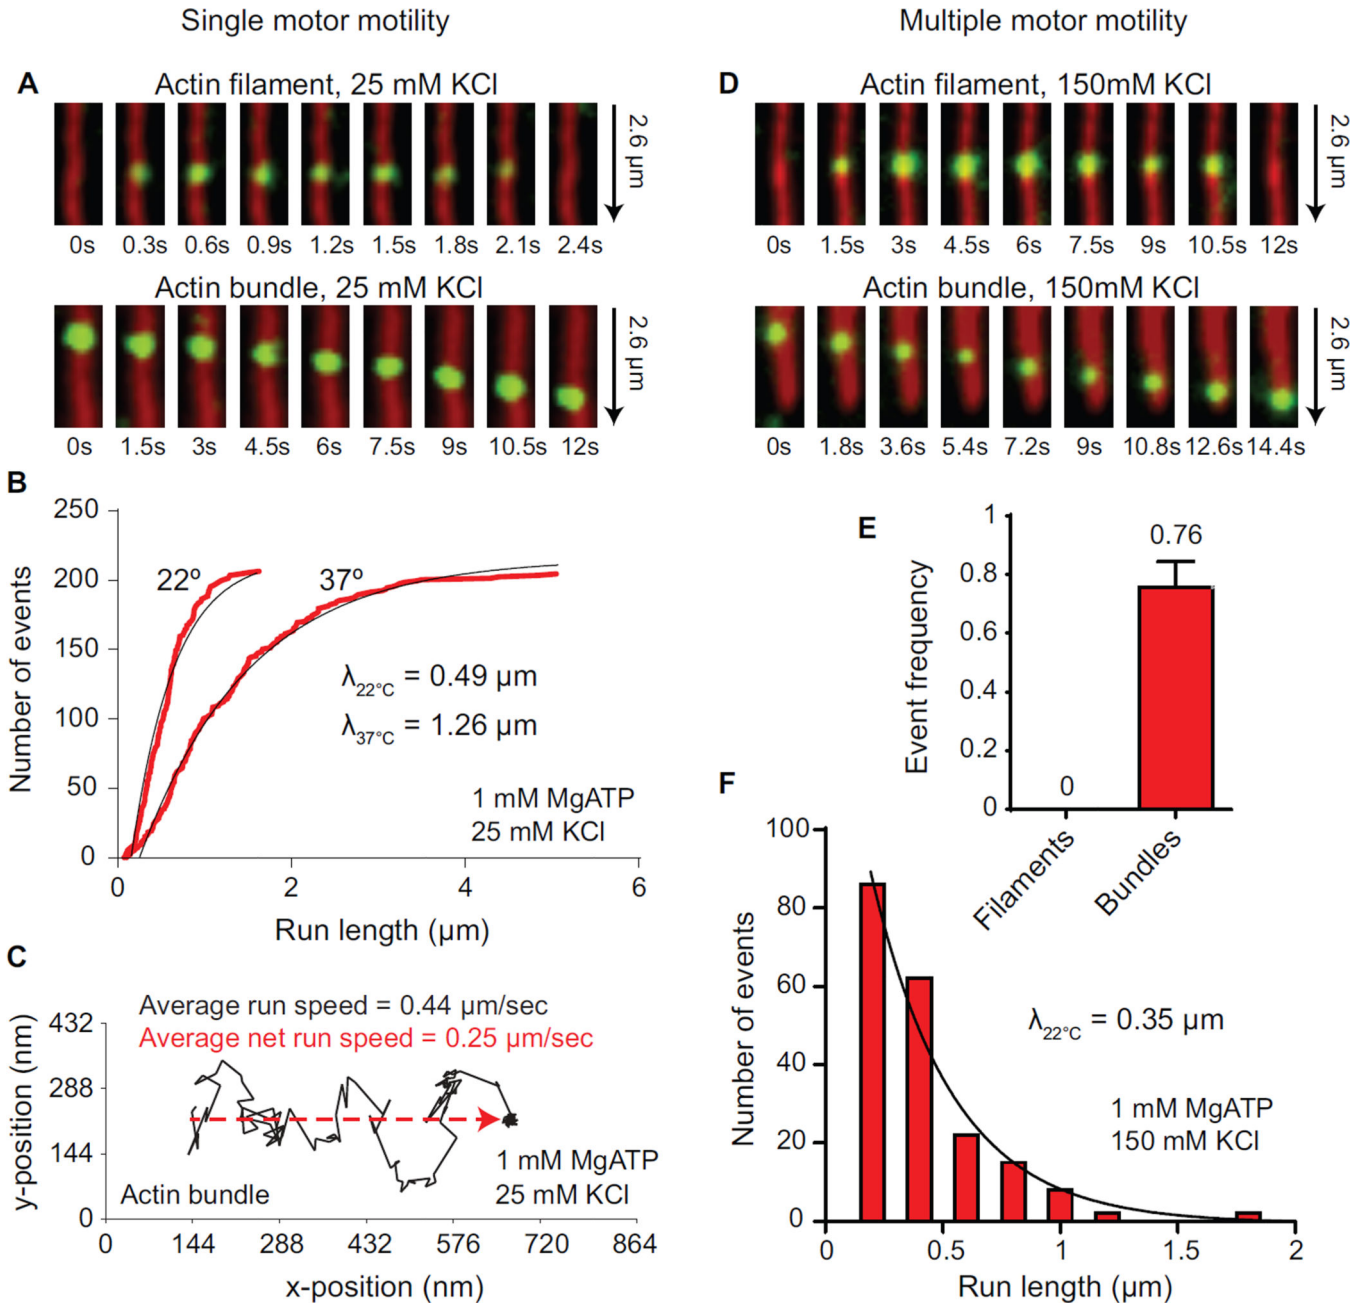 Single motor motility
A
Actin filament, 25 mM KCl
2.6 µm
0s 0.3s 0.6s 0.9s 1.2s 1.5s 1.8s 2.1s 2.4s
Actin bundle, 25 mM KCl
2.6 µm
0s 1.5s 3s 4.5s 6s 7.5s 9s 10.5s 12s
B
Number of events
250
200
150
100
50
0
22º
37º
λ22°C = 0.49 µm
λ37°C = 1.26 µm
1 mM MgATP
25 mM KCl
0 2 4 6
Run length (µm)
C
Average run speed = 0.44 µm/sec
Average net run speed = 0.25 µm/sec
y-position (nm)
432
288
144
0
Actin bundle
1 mM MgATP
25 mM KCl
0 144 288 432 576 720 864
x-position (nm)
Multiple motor motility
D
Actin filament, 150mM KCl
2.6 µm
0s 1.5s 3s 4.5s 6s 7.5s 9s 10.5s 12s
Actin bundle, 150mM KCl
2.6 µm
0s 1.8s 3.6s 5.4s 7.2s 9s 10.8s 12.6s 14.4s
E
Event frequency
1
0.8
0.6
0.4
0.2
0
0.76
0
Filaments
Bundles
F
Number of events
100
80
60
40
20
0
λ22°C = 0.35 µm
1 mM MgATP
150 mM KCl
0 0.5 1 1.5 2
Run length (µm)